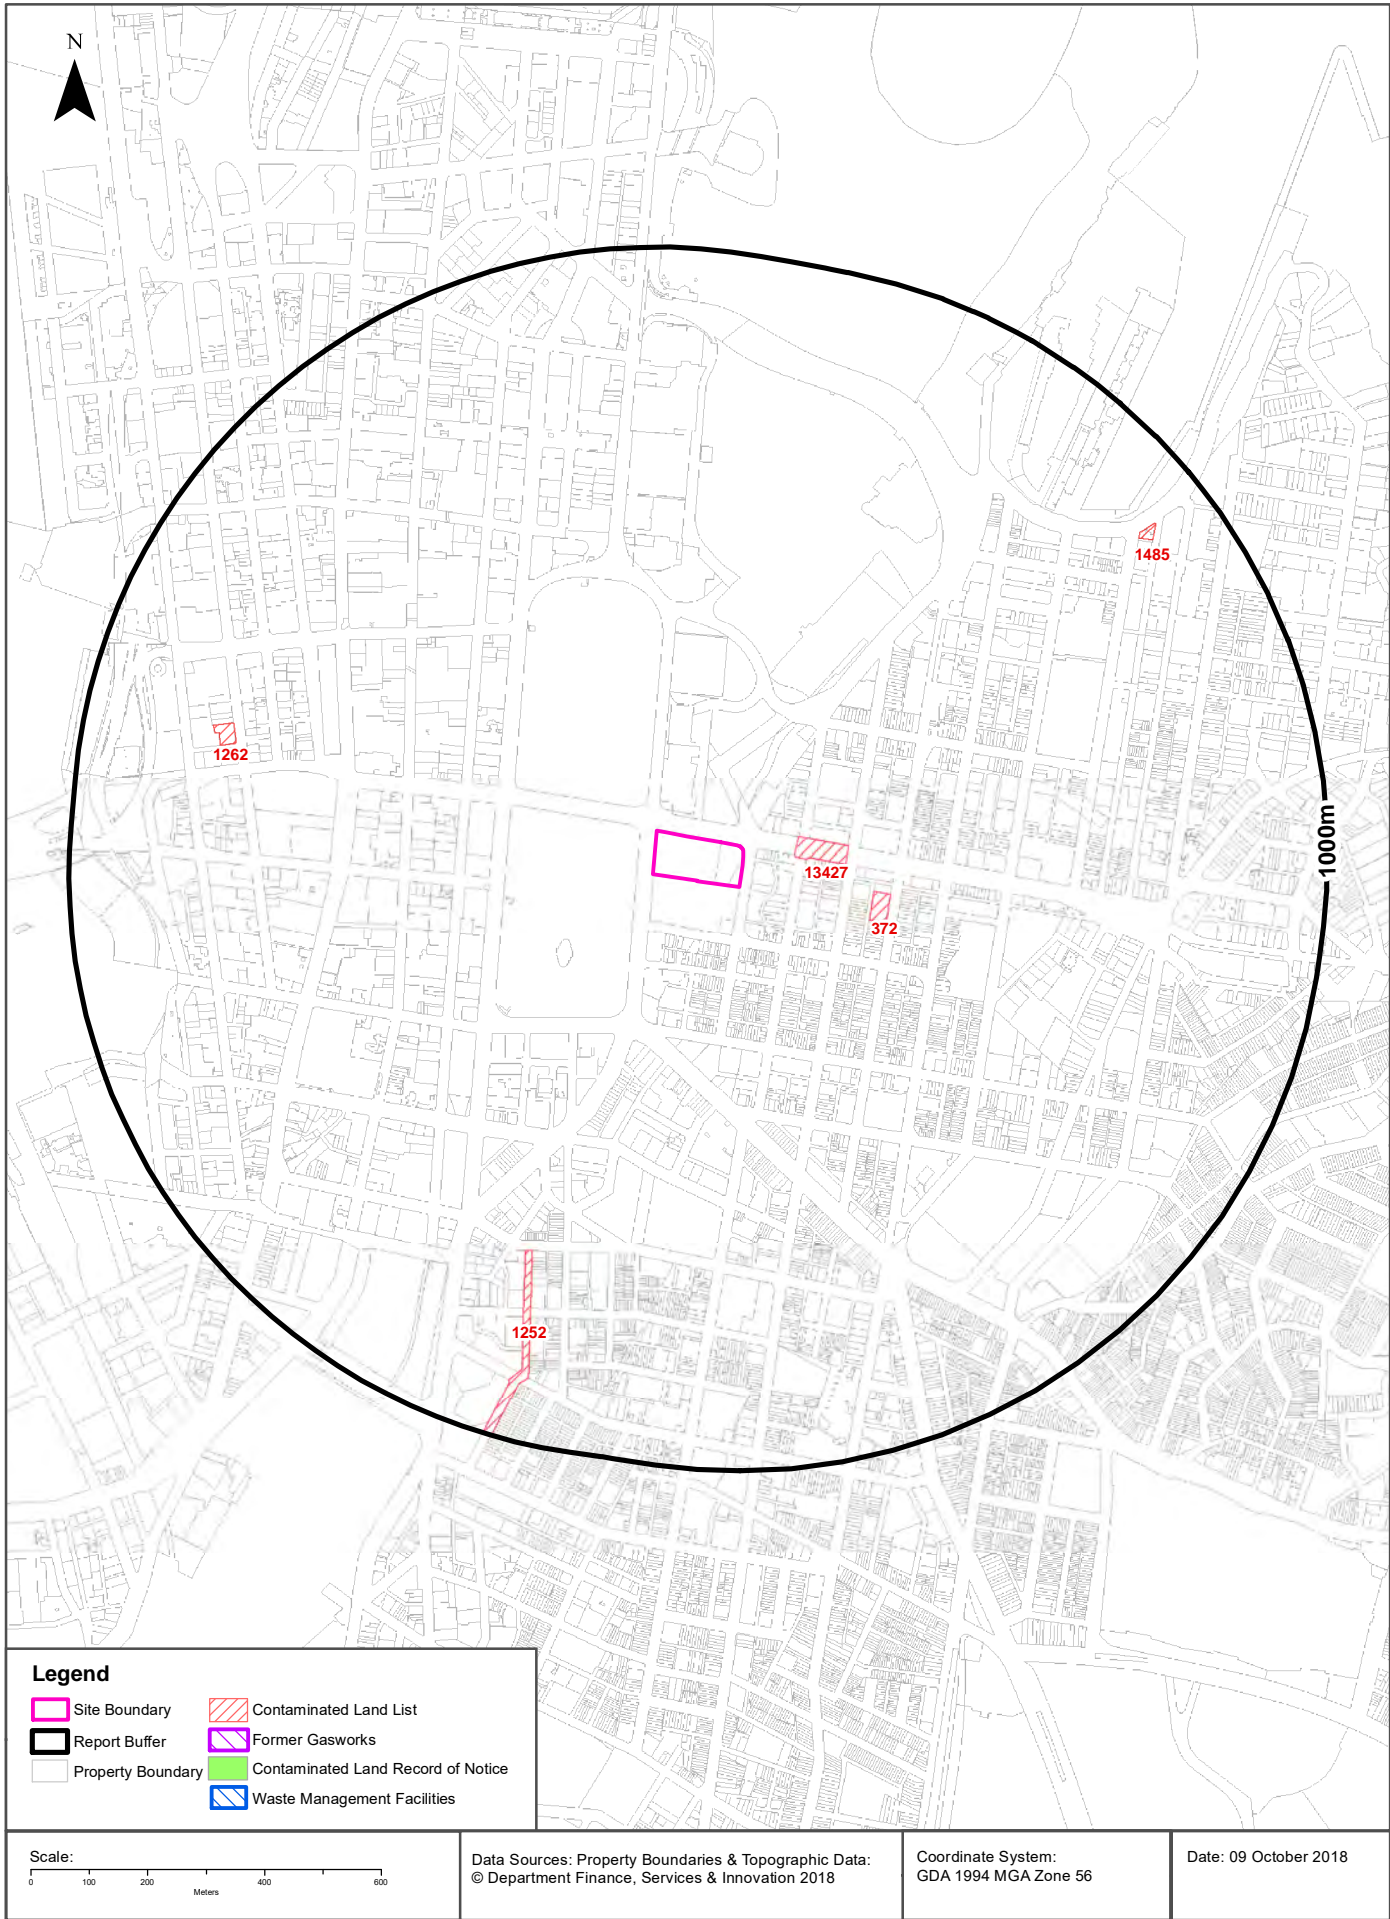 N
1485
1262
1000m
13427
372
1252
Legend
Site Boundary
Report Buffer
Property Boundary
Contaminated Land List
Former Gasworks
Contaminated Land Record of Notice
Waste Management Facilities
Scale:
0 100 200 400 600
Meters
Data Sources: Property Boundaries & Topographic Data:
© Department Finance, Services & Innovation 2018
Coordinate System:
GDA 1994 MGA Zone 56
Date: 09 October 2018